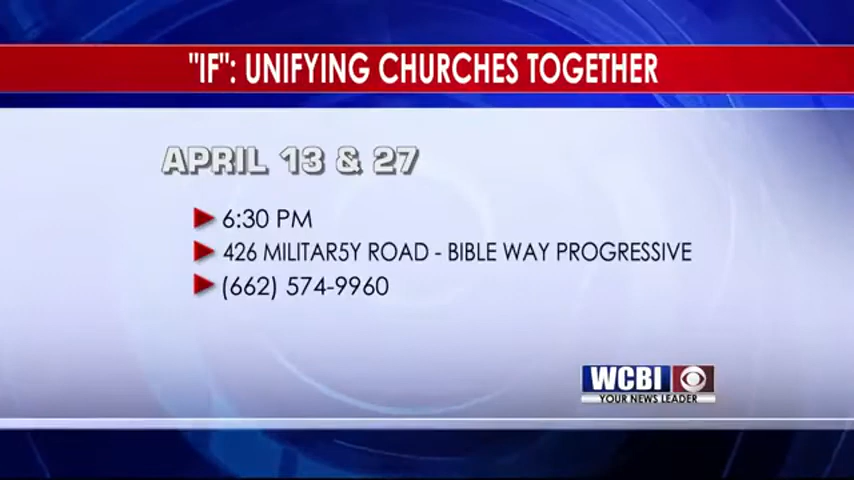 "IF": UNIFYING CHURCHES TOGETHER
APRIL 13 & 27
6:30 PM
426 MILITAR5Y ROAD - BIBLE WAY PROGRESSIVE
(662) 574-9960
WCBI
YOUR NEWS LEADER